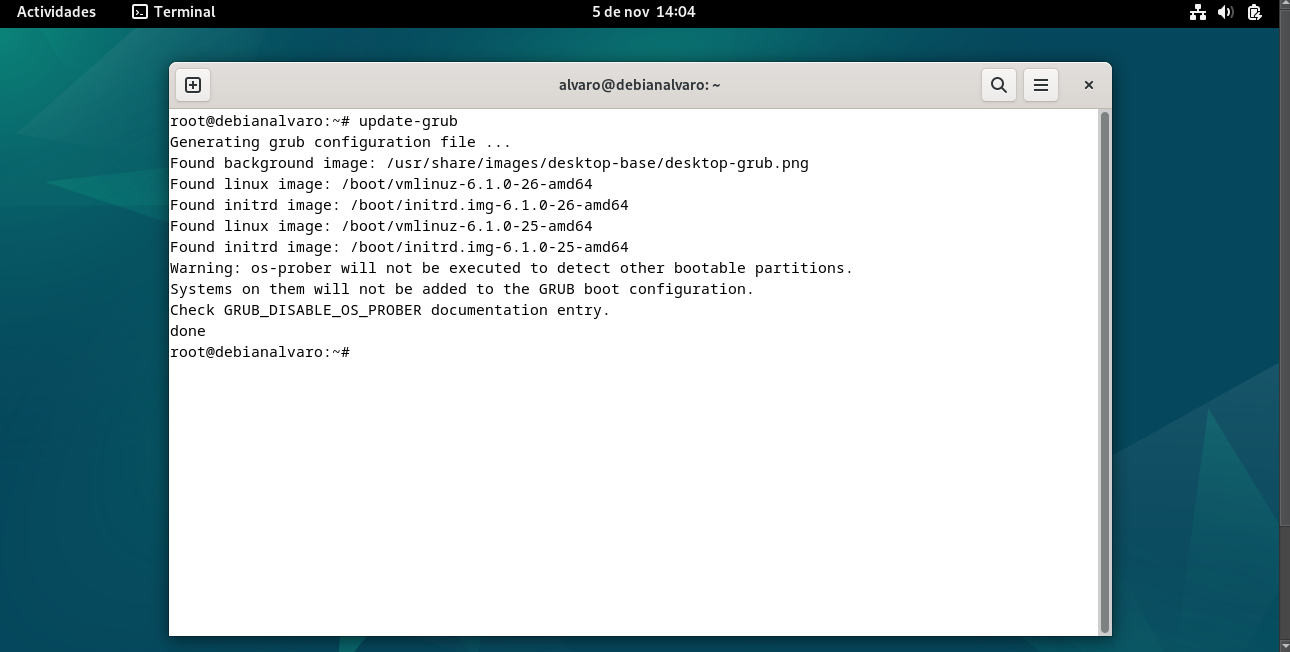 Actividades Terminal 5 de nov 14:04
alvaro@debianalvaro: ~
root@debianalvaro:~# update-grub
Generating grub configuration file ...
Found background image: /usr/share/images/desktop-base/desktop-grub.png
Found linux image: /boot/vmlinuz-6.1.0-26-amd64
Found initrd image: /boot/initrd.img-6.1.0-26-amd64
Found linux image: /boot/vmlinuz-6.1.0-25-amd64
Found initrd image: /boot/initrd.img-6.1.0-25-amd64
Warning: os-prober will not be executed to detect other bootable partitions.
Systems on them will not be added to the GRUB boot configuration.
Check GRUB_DISABLE_OS_PROBER documentation entry.
done
root@debianalvaro:~#